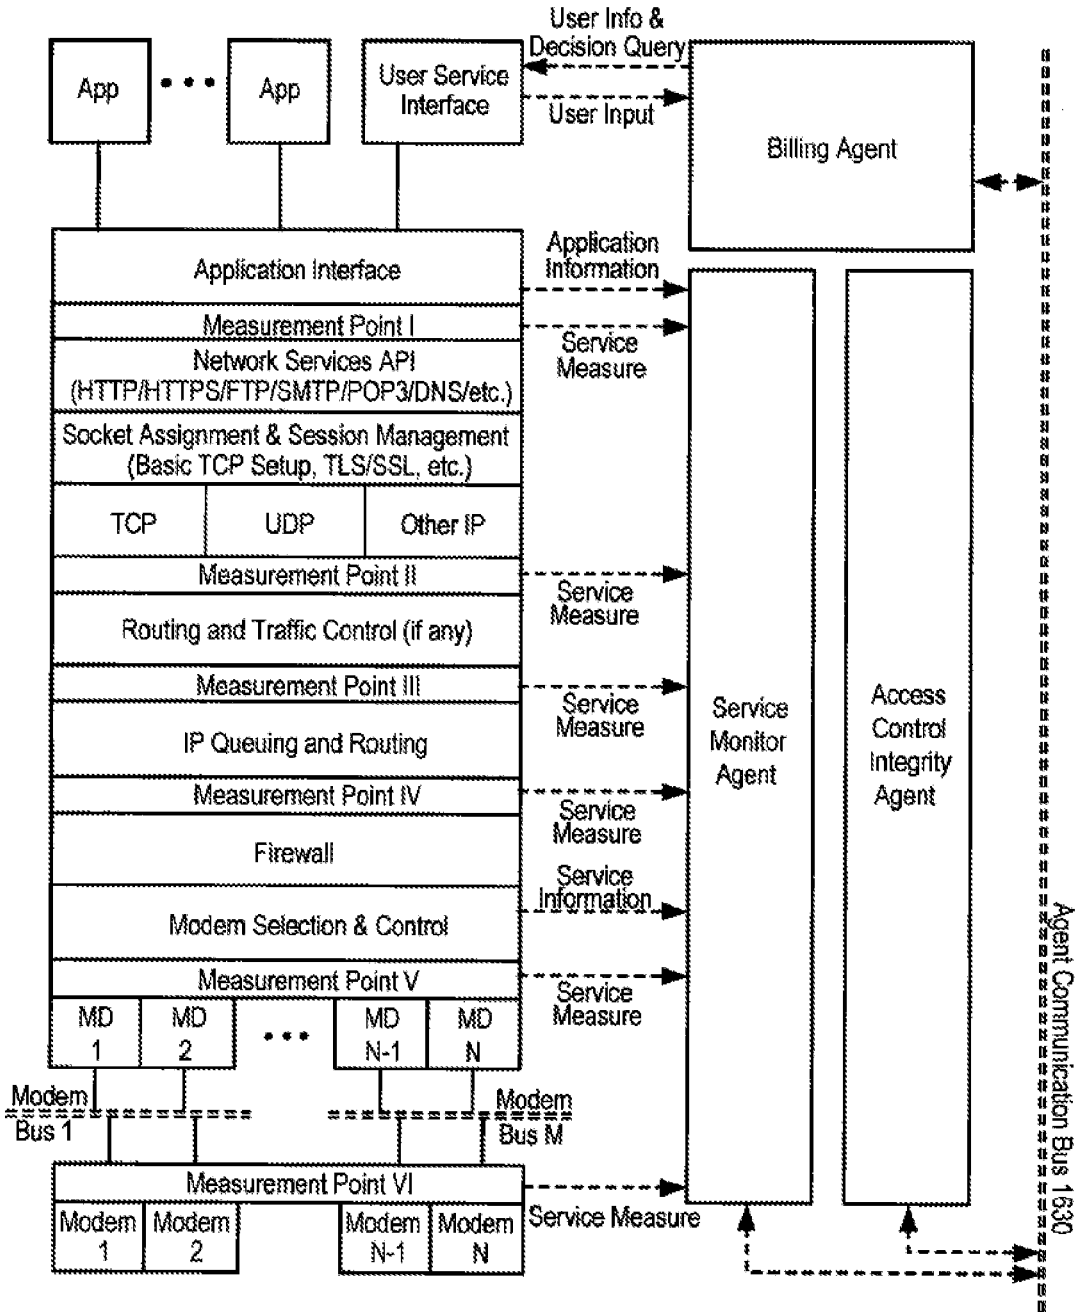 User Info &
Decision Query
App
App
User Service
Interface
User Input
Billing Agent
Application
Information
Application Interface
Measurement Point I
Service
Measure
Network Services API
(HTTP/HTTPS/FTP/SMTP/POP3/DNS/etc.)
Socket Assignment & Session Management
(Basic TCP Setup, TLS/SSL, etc.)
TCP
UDP
Other IP
Measurement Point II
Service
Measure
Routing and Traffic Control (if any)
Measurement Point III
Service
Measure
IP Queuing and Routing
Measurement Point IV
Service
Measure
Firewall
Service
Information
Modem Selection & Control
Measurement Point V
Service
Measure
MD
1
MD
2
MD
N-1
MD
N
Modem
Bus 1
Modem
Bus M
Measurement Point VI
Service Measure
Modem
1
Modem
2
Modem
N-1
Modem
N
Service
Monitor
Agent
Access
Control
Integrity
Agent
Agent Communication Bus 1630